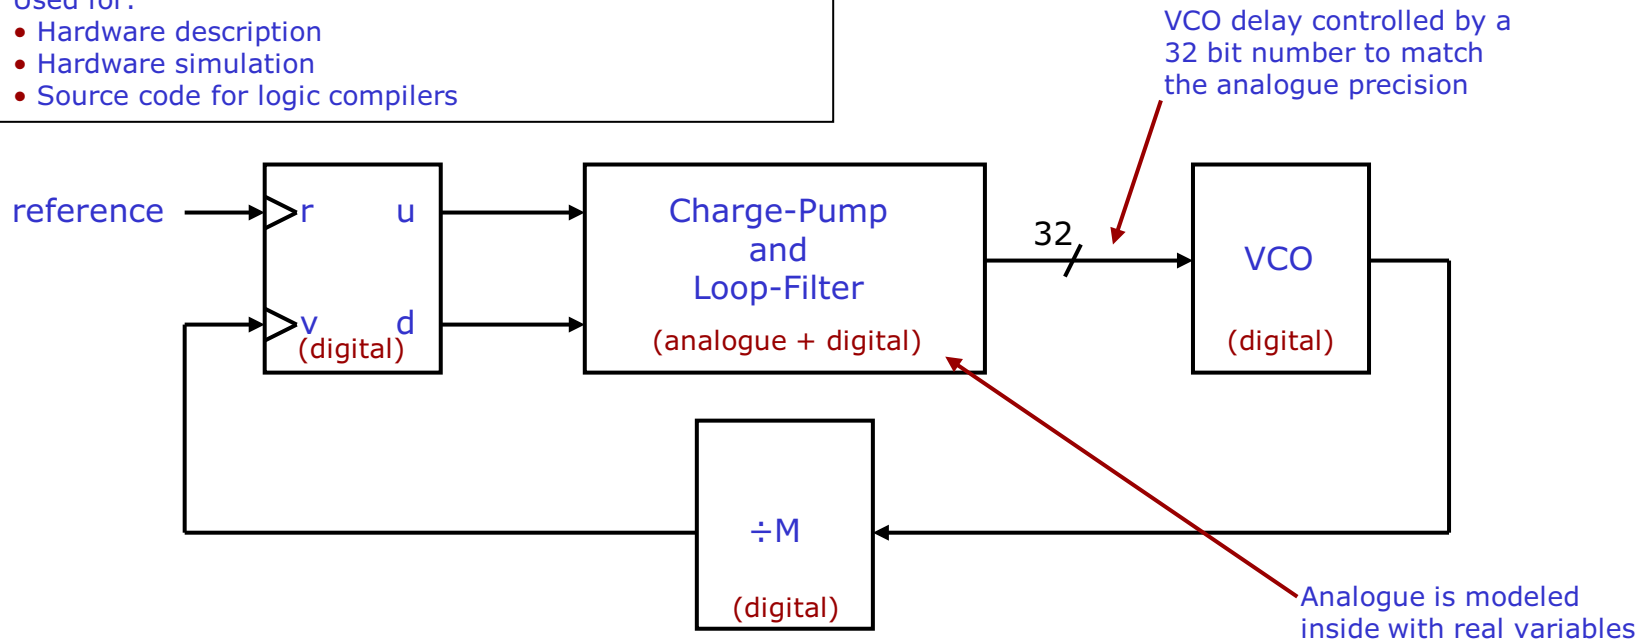 Used for:
• Hardware description
• Hardware simulation
• Source code for logic compilers
VCO delay controlled by a
32 bit number to match
the analogue precision
reference
r u
v d
(digital)
Charge-Pump
and
Loop-Filter
(analogue + digital)
32
VCO
(digital)
÷M
(digital)
Analogue is modeled
inside with real variables